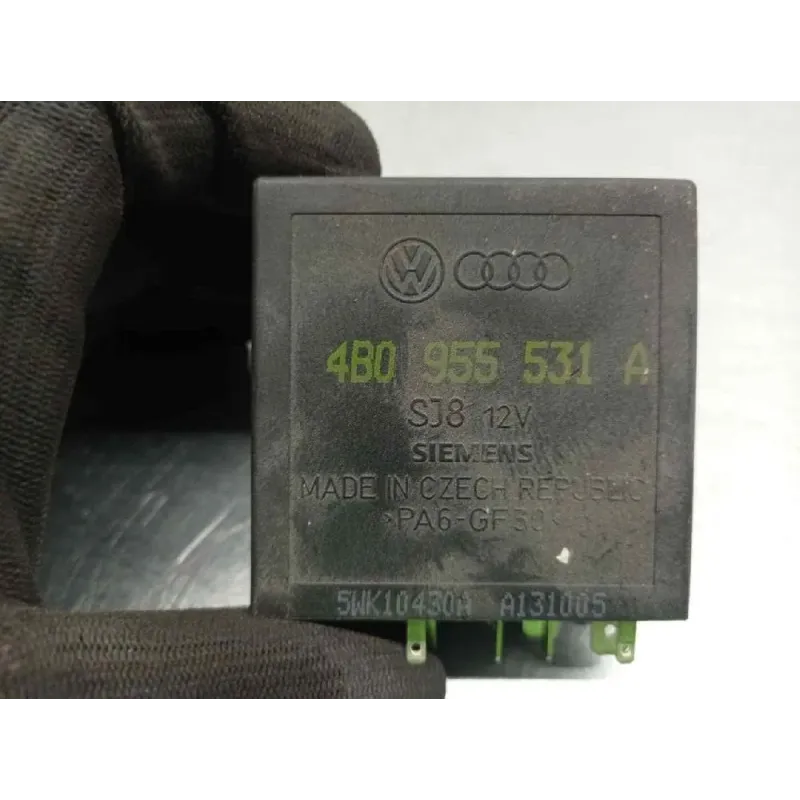 4B0 955 531 A
SJ8 12V
SIEMENS
MADE IN CZECH REPUBLIC
>PA6-GF30<
5WK10430A A131005